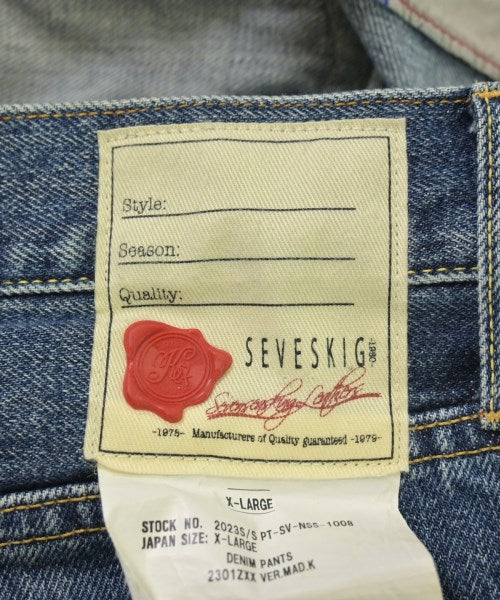 Style:
Season:
Quality:
SEVESKIG
-1980-
-1975- Manufacturers of Quality guaranteed -1979-
X-LARGE
STOCK NO. 2023S/S PT-SV-NSS-1008
JAPAN SIZE: X-LARGE
DENIM PANTS
2301ZXX VER.MAD.K